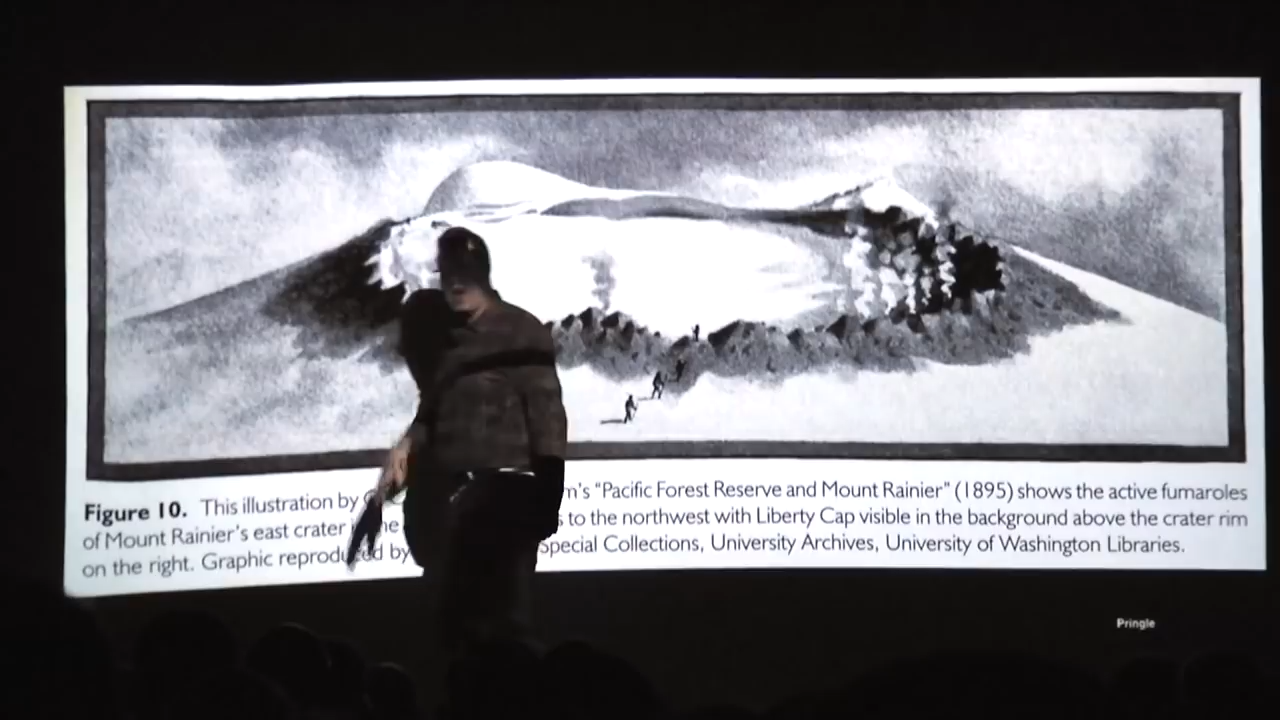 Figure 10. This illustration by m's "Pacific Forest Reserve and Mount Rainier" (1895) shows the active fumaroles
of Mount Rainier's east crater to the northwest with Liberty Cap visible in the background above the crater rim
on the right. Graphic reproduced by Special Collections, University Archives, University of Washington Libraries.
Pringle